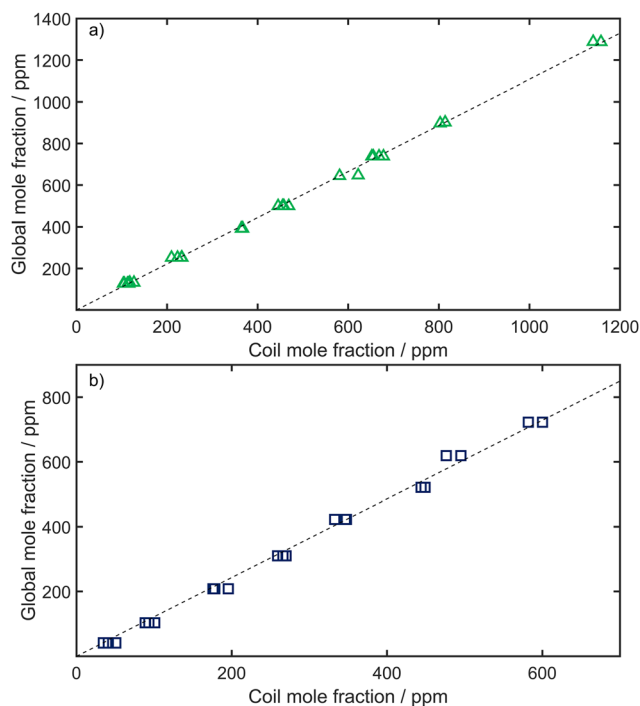 a)
1400
1200
1000
800
600
400
200
Global mole fraction / ppm
0 200 400 600 800 1000 1200
Coil mole fraction / ppm
b)
800
600
400
200
Global mole fraction / ppm
0 200 400 600
Coil mole fraction / ppm